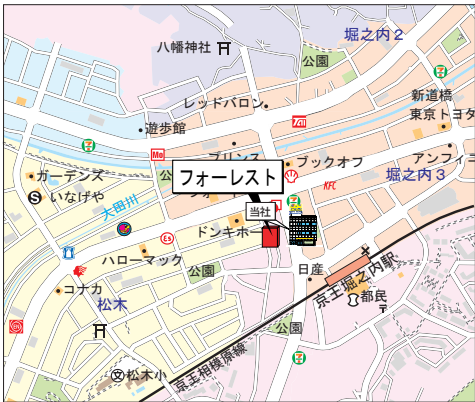 堀之内2
八幡神社
公園
新道橋
レッドバロン
東京トヨタ
遊歩館
プリンス
ブックオフ
アンフィニ
フォーレスト
堀之内3
ガーデンズ
KFC
いなげや
大田川
当社
ドンキホー
ハローマック
公園
日産
京王堀之内駅
コナカ
都民
松木
公園
京王相模原線
松木小